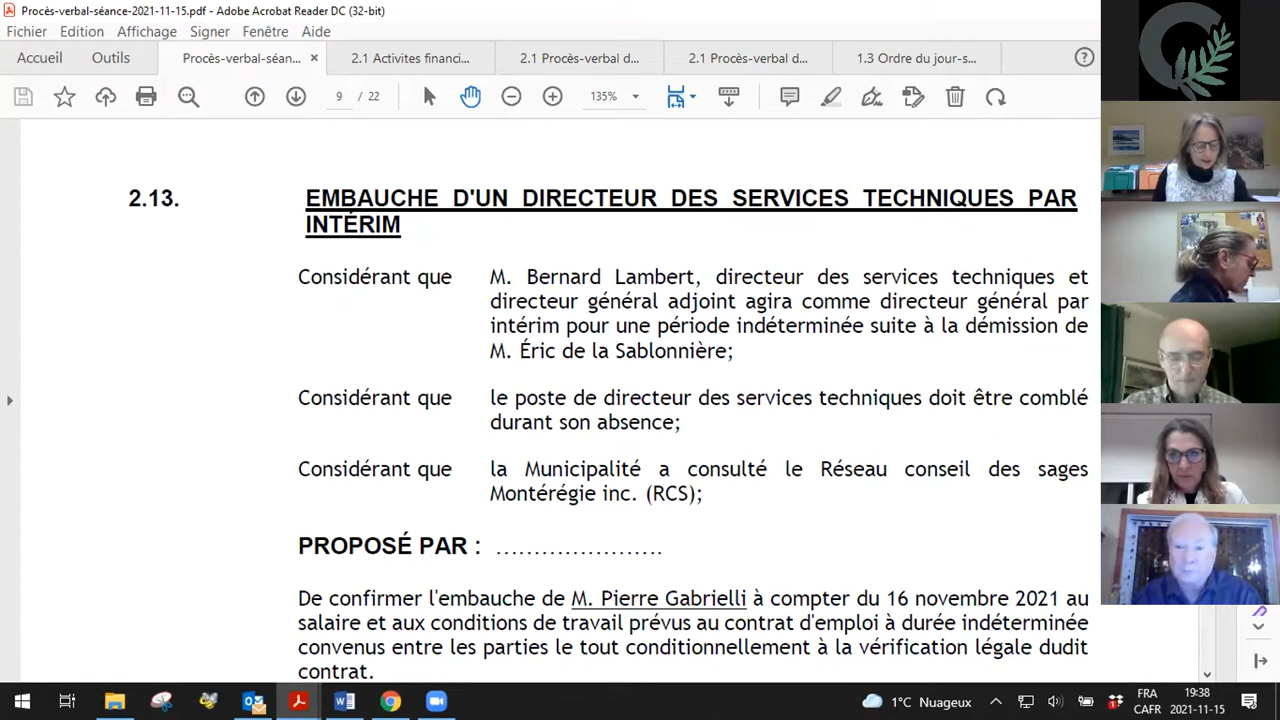 Procès-verbal-séance-2021-11-15.pdf - Adobe Acrobat Reader DC (32-bit)
Fichier Edition Affichage Signer Fenêtre Aide
Accueil Outils Procès-verbal-séan... × 2.1 Activites financi... 2.1 Procès-verbal d... 2.1 Procès-verbal d... 1.3 Ordre du jour-s...
9 / 22 135%
2.13. EMBAUCHE D'UN DIRECTEUR DES SERVICES TECHNIQUES PAR
INTÉRIM
Considérant que M. Bernard Lambert, directeur des services techniques et
directeur général adjoint agira comme directeur général par
intérim pour une période indéterminée suite à la démission de
M. Éric de la Sablonnière;
Considérant que le poste de directeur des services techniques doit être comblé
durant son absence;
Considérant que la Municipalité a consulté le Réseau conseil des sages
Montérégie inc. (RCS);
PROPOSÉ PAR : ......................
De confirmer l'embauche de M. Pierre Gabrielli à compter du 16 novembre 2021 au
salaire et aux conditions de travail prévus au contrat d'emploi à durée indéterminée
convenus entre les parties le tout conditionnellement à la vérification légale dudit
contrat.
1°C Nuageux
FRA 19:38
CAFR 2021-11-15